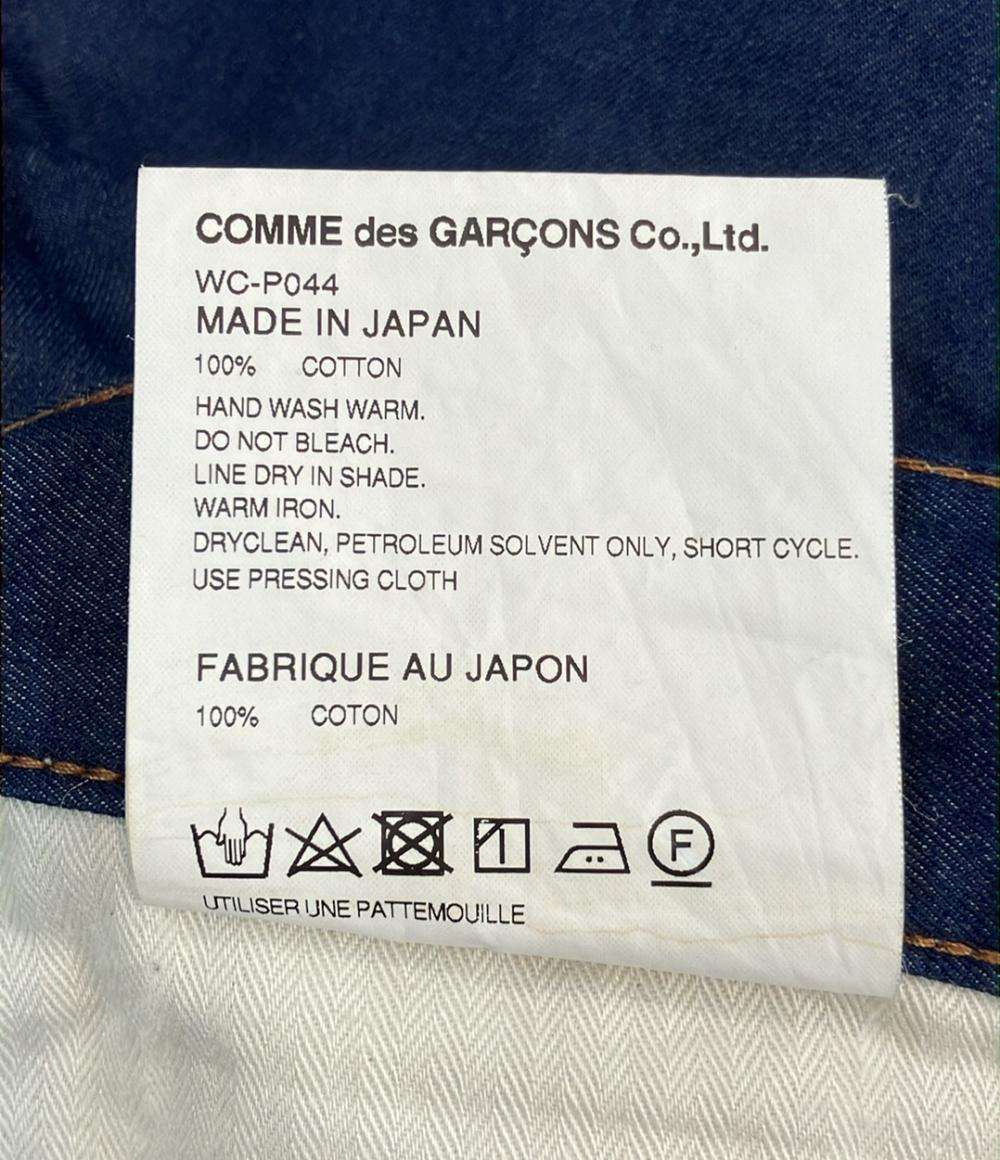 COMME des GARÇONS Co.,Ltd.
WC-P044
MADE IN JAPAN
100% COTTON
HAND WASH WARM.
DO NOT BLEACH.
LINE DRY IN SHADE.
WARM IRON.
DRYCLEAN, PETROLEUM SOLVENT ONLY, SHORT CYCLE.
USE PRESSING CLOTH
FABRIQUE AU JAPON
100% COTON
F
UTILISER UNE PATTEMOUILLE